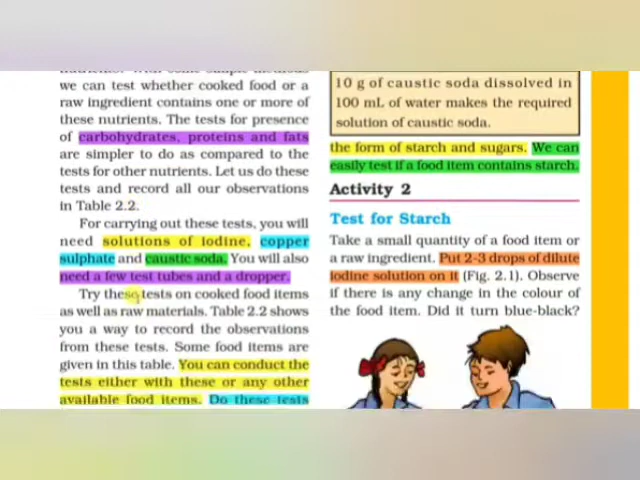 we can test whether cooked food or a
raw ingredient contains one or more of
these nutrients. The tests for presence
of carbohydrates, proteins and fats
are simpler to do as compared to the
tests for other nutrients. Let us do these
tests and record all our observations
in Table 2.2.
For carrying out these tests, you will
need solutions of iodine, copper
sulphate and caustic soda. You will also
need a few test tubes and a dropper.
Try these tests on cooked food items
as well as raw materials. Table 2.2 shows
you a way to record the observations
from these tests. Some food items are
given in this table. You can conduct the
tests either with these or any other
available food items. Do these tests
10 g of caustic soda dissolved in
100 mL of water makes the required
solution of caustic soda.
the form of starch and sugars. We can
easily test if a food item contains starch.
Activity 2
Test for Starch
Take a small quantity of a food item or
a raw ingredient. Put 2-3 drops of dilute
iodine solution on it (Fig. 2.1). Observe
if there is any change in the colour of
the food item. Did it turn blue-black?